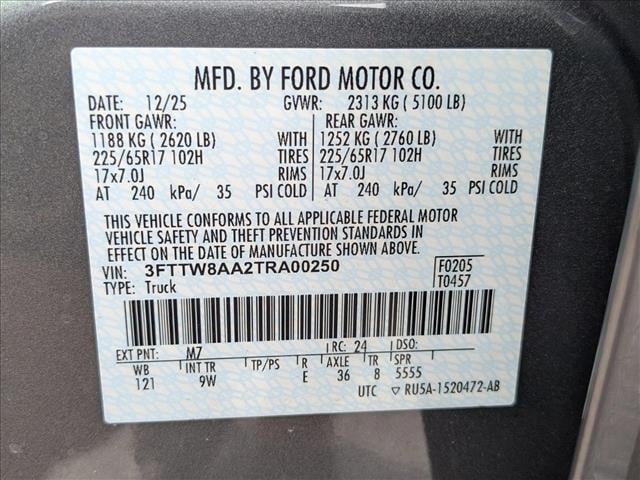 MFD. BY FORD MOTOR CO.
DATE: 12/25 GVWR: 2313 KG ( 5100 LB)
FRONT GAWR: REAR GAWR:
1188 KG ( 2620 LB) WITH 1252 KG ( 2760 LB) WITH
225/65R17 102H TIRES 225/65R17 102H TIRES
17x7.0J RIMS 17x7.0J RIMS
AT 240 kPa/ 35 PSI COLD AT 240 kPa/ 35 PSI COLD
THIS VEHICLE CONFORMS TO ALL APPLICABLE FEDERAL MOTOR
VEHICLE SAFETY AND THEFT PREVENTION STANDARDS IN
EFFECT ON THE DATE OF MANUFACTURE SHOWN ABOVE.
VIN: 3FTTW8AA2TRA00250 F0205
TYPE: Truck T0457
EXT PNT: M7 RC: 24 DSO:
WB INT TR TP/PS R AXLE TR SPR
121 9W E 36 8 5555
UTC ▽ RU5A-1520472-AB